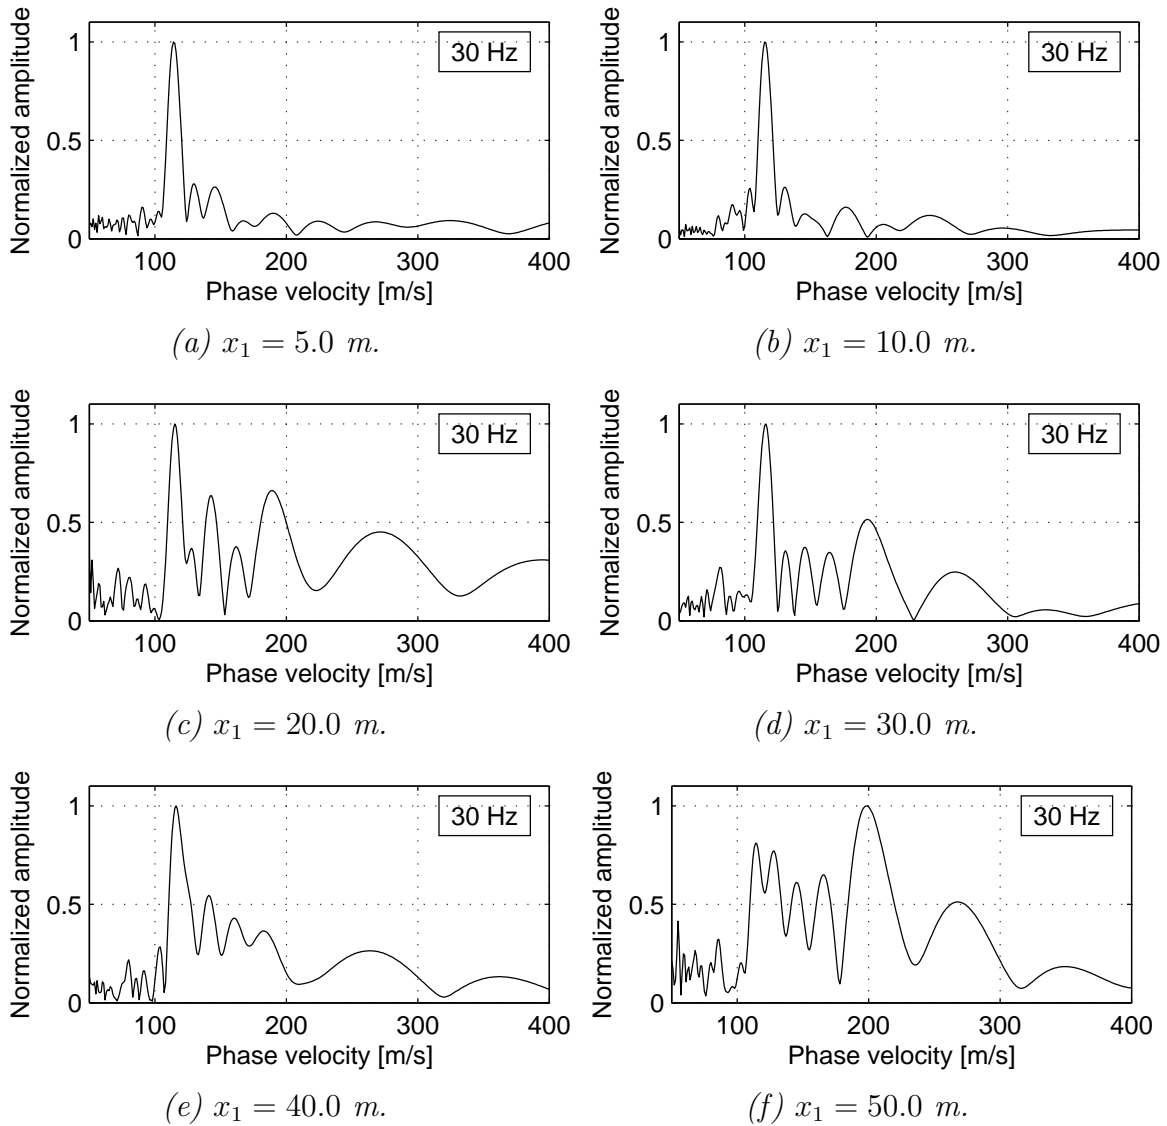 Normalized amplitude
1
0.5
0
30 Hz
100 200 300 400
Phase velocity [m/s]
(a) x₁ = 5.0 m.
Normalized amplitude
1
0.5
0
30 Hz
100 200 300 400
Phase velocity [m/s]
(b) x₁ = 10.0 m.
Normalized amplitude
1
0.5
0
30 Hz
100 200 300 400
Phase velocity [m/s]
(c) x₁ = 20.0 m.
Normalized amplitude
1
0.5
0
30 Hz
100 200 300 400
Phase velocity [m/s]
(d) x₁ = 30.0 m.
Normalized amplitude
1
0.5
0
30 Hz
100 200 300 400
Phase velocity [m/s]
(e) x₁ = 40.0 m.
Normalized amplitude
1
0.5
0
30 Hz
100 200 300 400
Phase velocity [m/s]
(f) x₁ = 50.0 m.